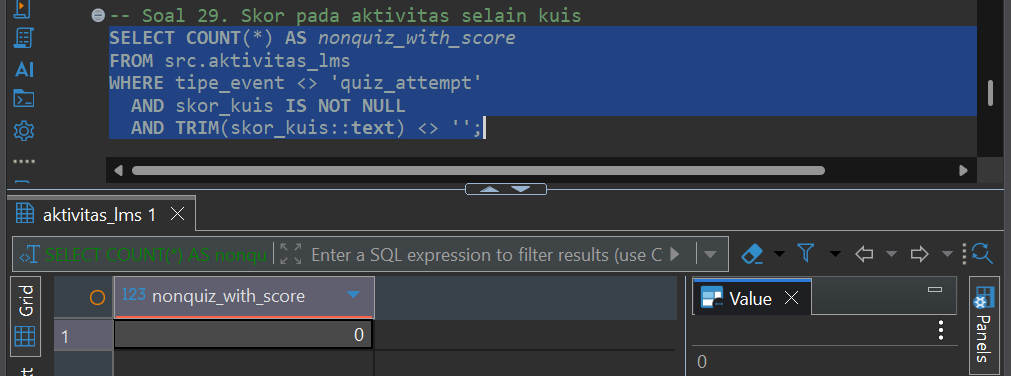 -- Soal 29. Skor pada aktivitas selain kuis
SELECT COUNT(*) AS nonquiz_with_score
FROM src.aktivitas_lms
WHERE tipe_event <> 'quiz_attempt'
AND skor_kuis IS NOT NULL
AND TRIM(skor_kuis::text) <> '';
AI
aktivitas_lms 1
SELECT COUNT(*) AS nonqu
Enter a SQL expression to filter results (use C
Grid
123 nonquiz_with_score
1
0
Value
0
Panels